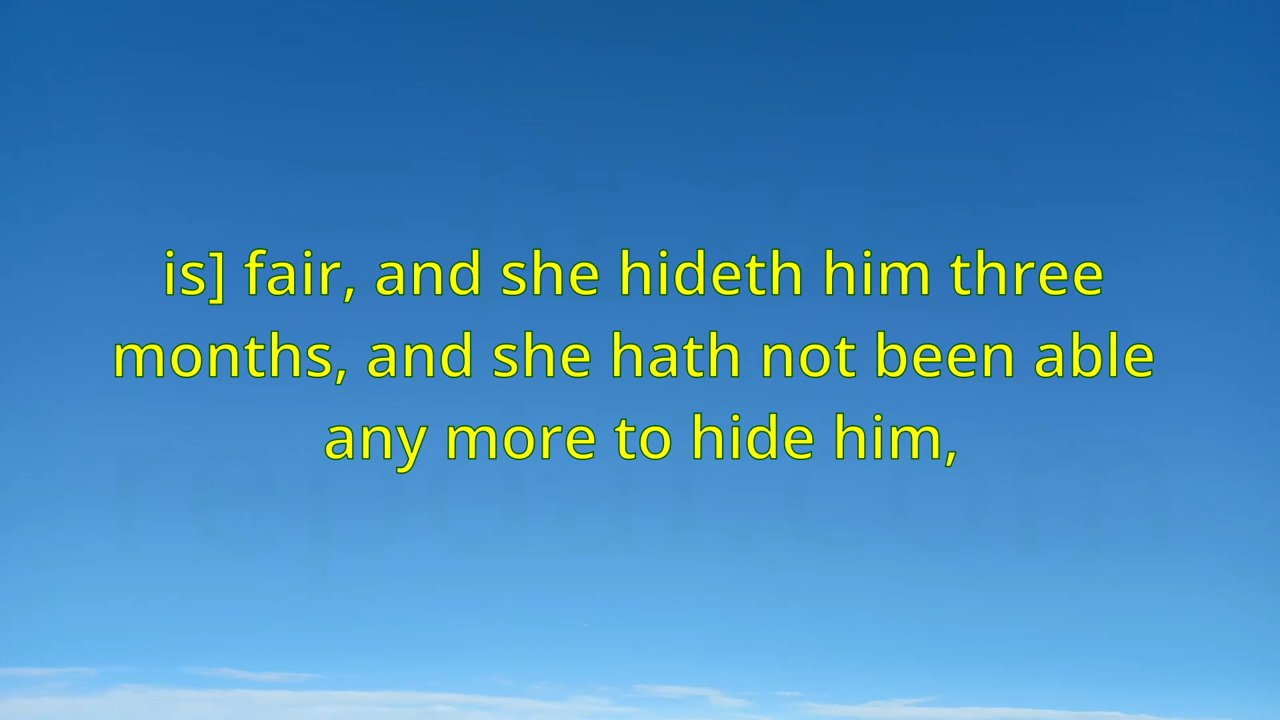 is] fair, and she hideth him three
months, and she hath not been able
any more to hide him,